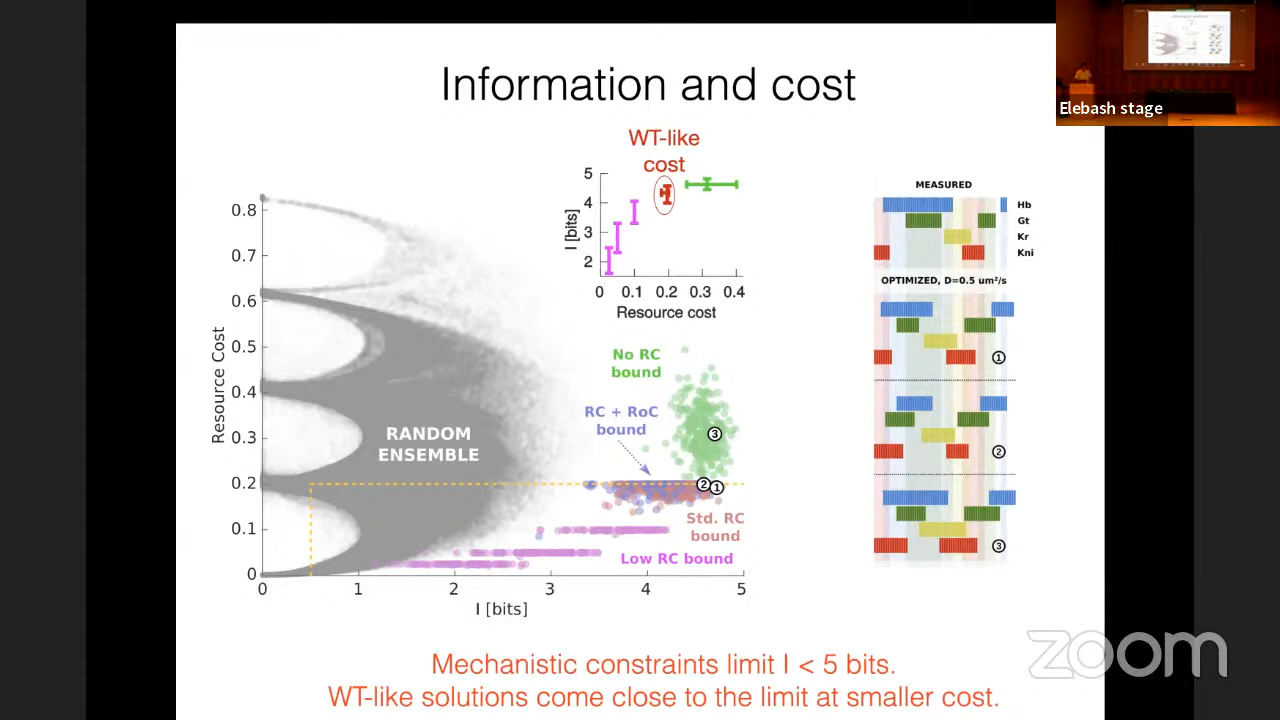 Information and cost
Elebash stage
WT-like
cost
5
4
3
2
I [bits]
0 0.1 0.2 0.3 0.4
Resource cost
0.8
0.7
0.6
0.5
0.4
0.3
0.2
0.1
0
Resource Cost
RANDOM
ENSEMBLE
No RC
bound
RC + RoC
bound
3
2 1
Std. RC
bound
Low RC bound
0 1 2 3 4 5
I [bits]
MEASURED
Hb
Gt
Kr
Kni
OPTIMIZED, D=0.5 um²/s
1
2
3
Mechanistic constraints limit I < 5 bits.
WT-like solutions come close to the limit at smaller cost.
zoom